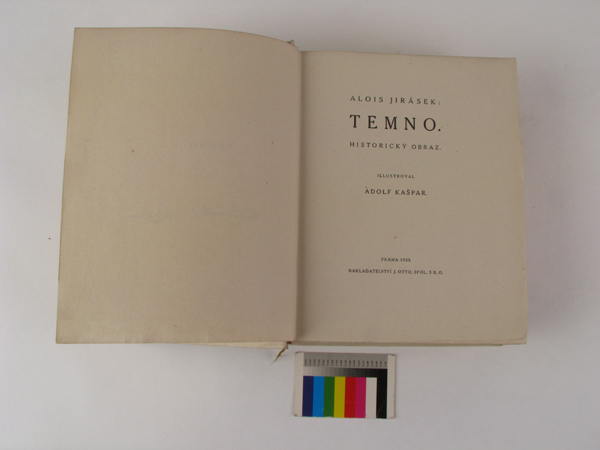 ALOIS JIRÁSEK:
TEMNO.
HISTORICKÝ OBRAZ.
ILLUSTROVAL
ADOLF KAŠPAR.
PRAHA
NAKLADATELSTVÍ J. OTTO, SPOL. S R. O.